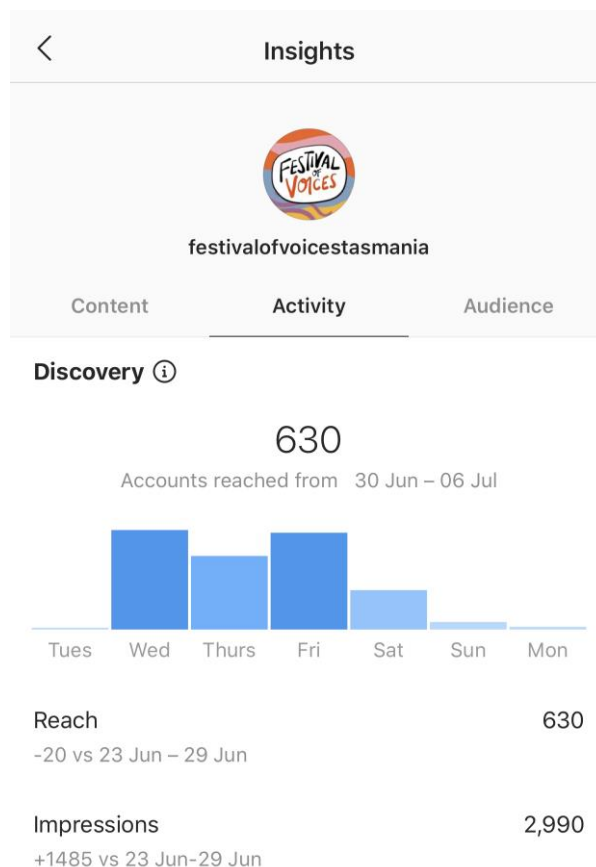 Insights
FESTIVAL
OF
VOICES
festivalofvoicestasmania
Content Activity Audience
Discovery
630
Accounts reached from 30 Jun – 06 Jul
Tues Wed Thurs Fri Sat Sun Mon
Reach 630
-20 vs 23 Jun – 29 Jun
Impressions 2,990
+1485 vs 23 Jun-29 Jun